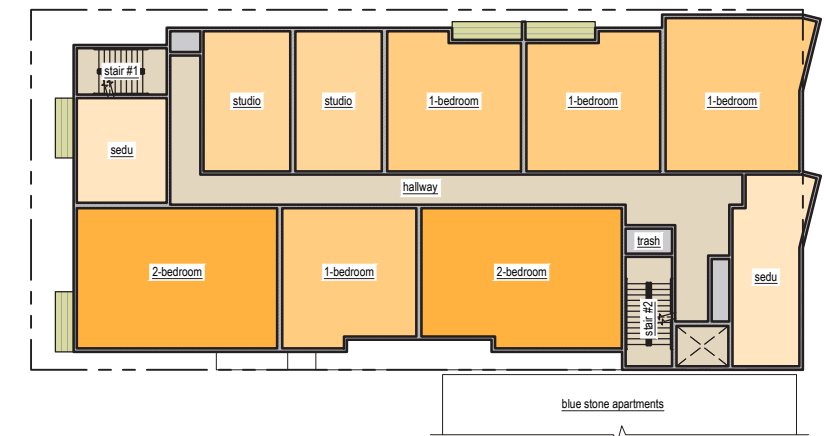 stair #1
studio
studio
1-bedroom
1-bedroom
1-bedroom
sedu
hallway
trash
2-bedroom
1-bedroom
2-bedroom
sedu
stair #2
blue stone apartments